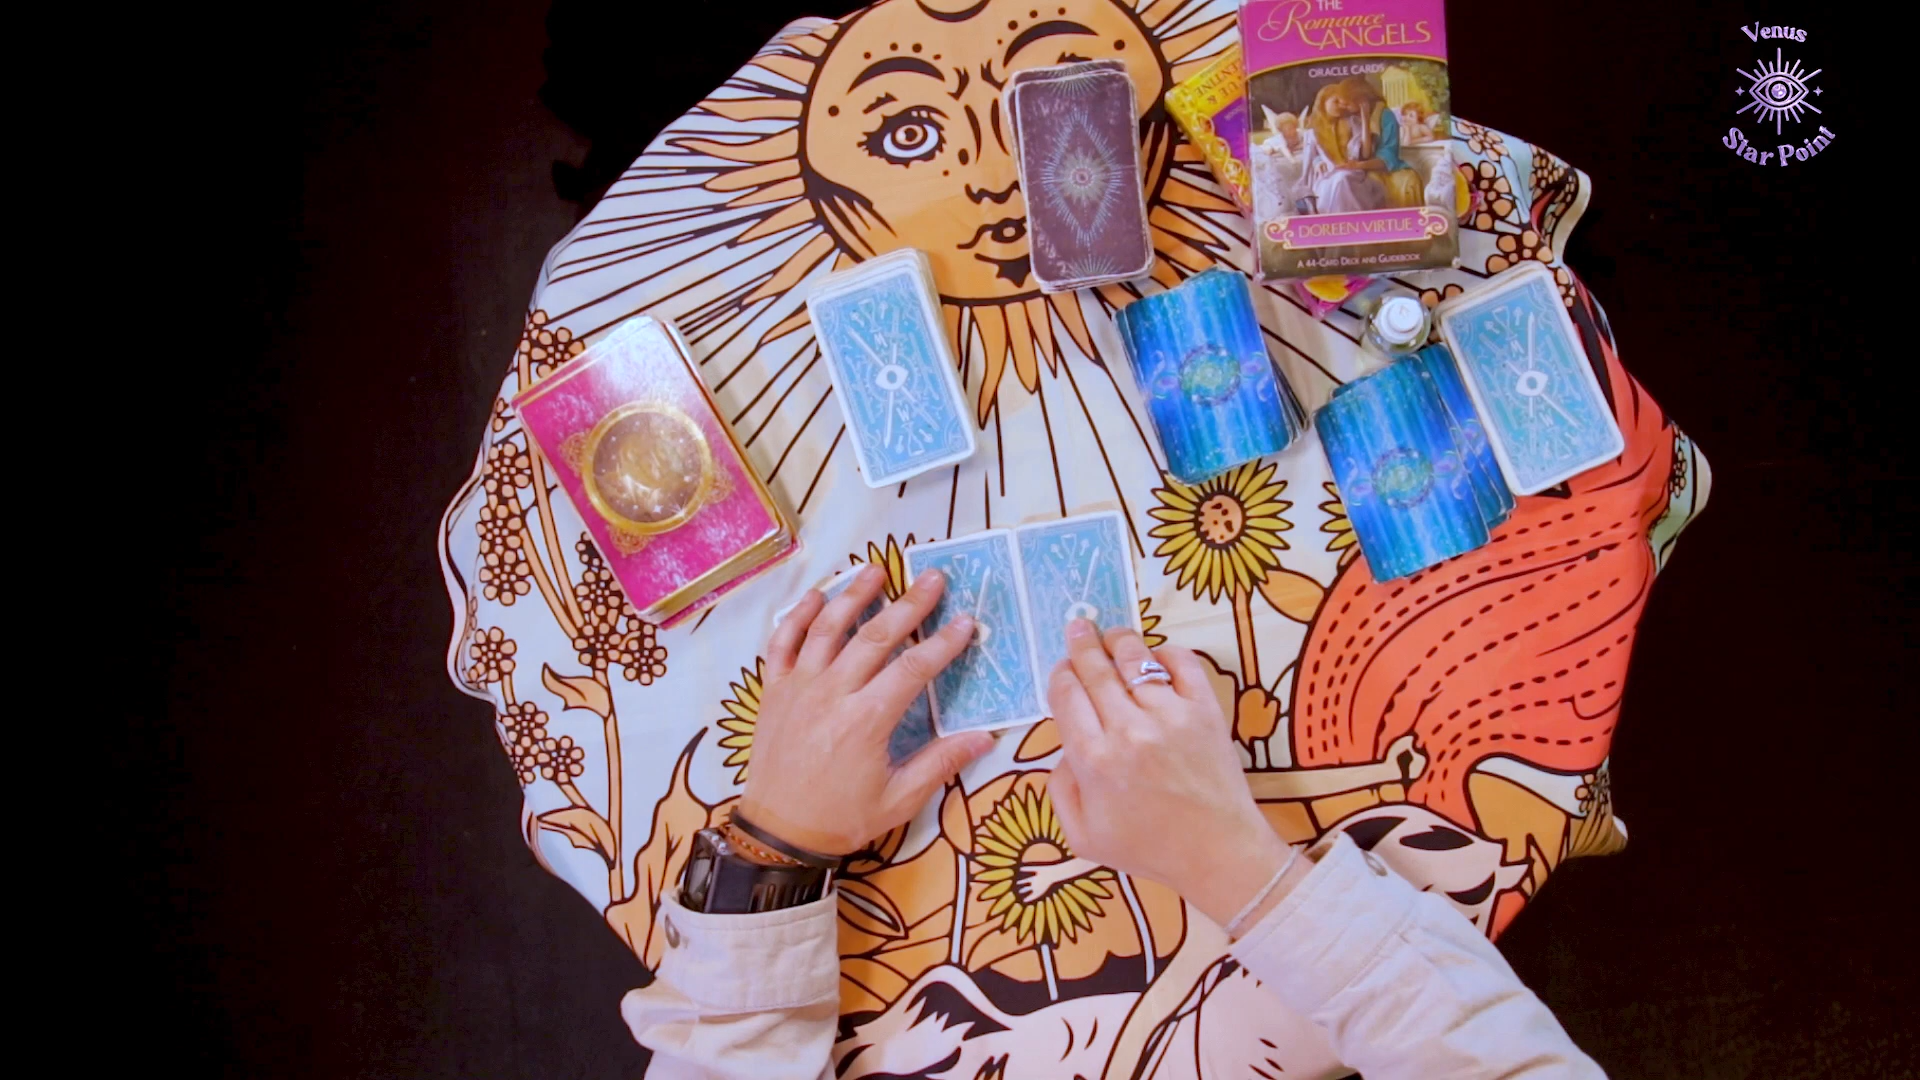 THE
Romance
ANGELS
ORACLE CARDS
DOREEN VIRTUE
A 44-CARD DECK AND GUIDEBOOK
Venus
Star Point